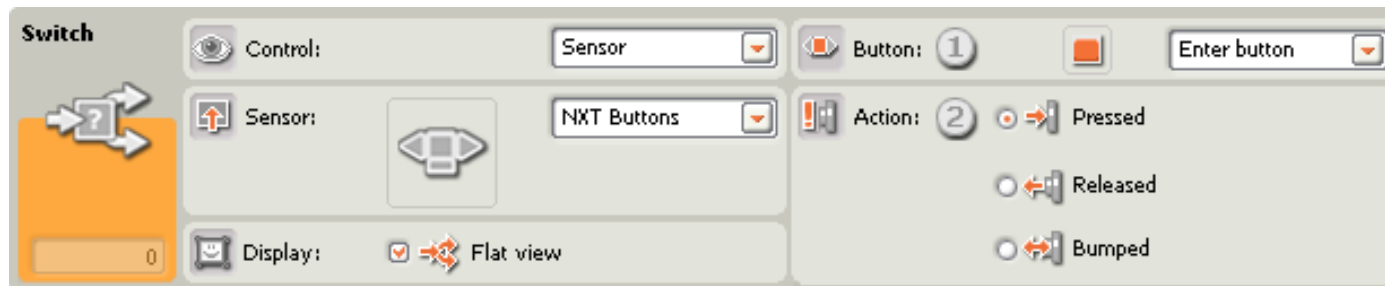 Switch
Control:
Sensor
Sensor:
NXT Buttons
Display:
Flat view
0
Button:
1
Enter button
Action:
2
Pressed
Released
Bumped
?